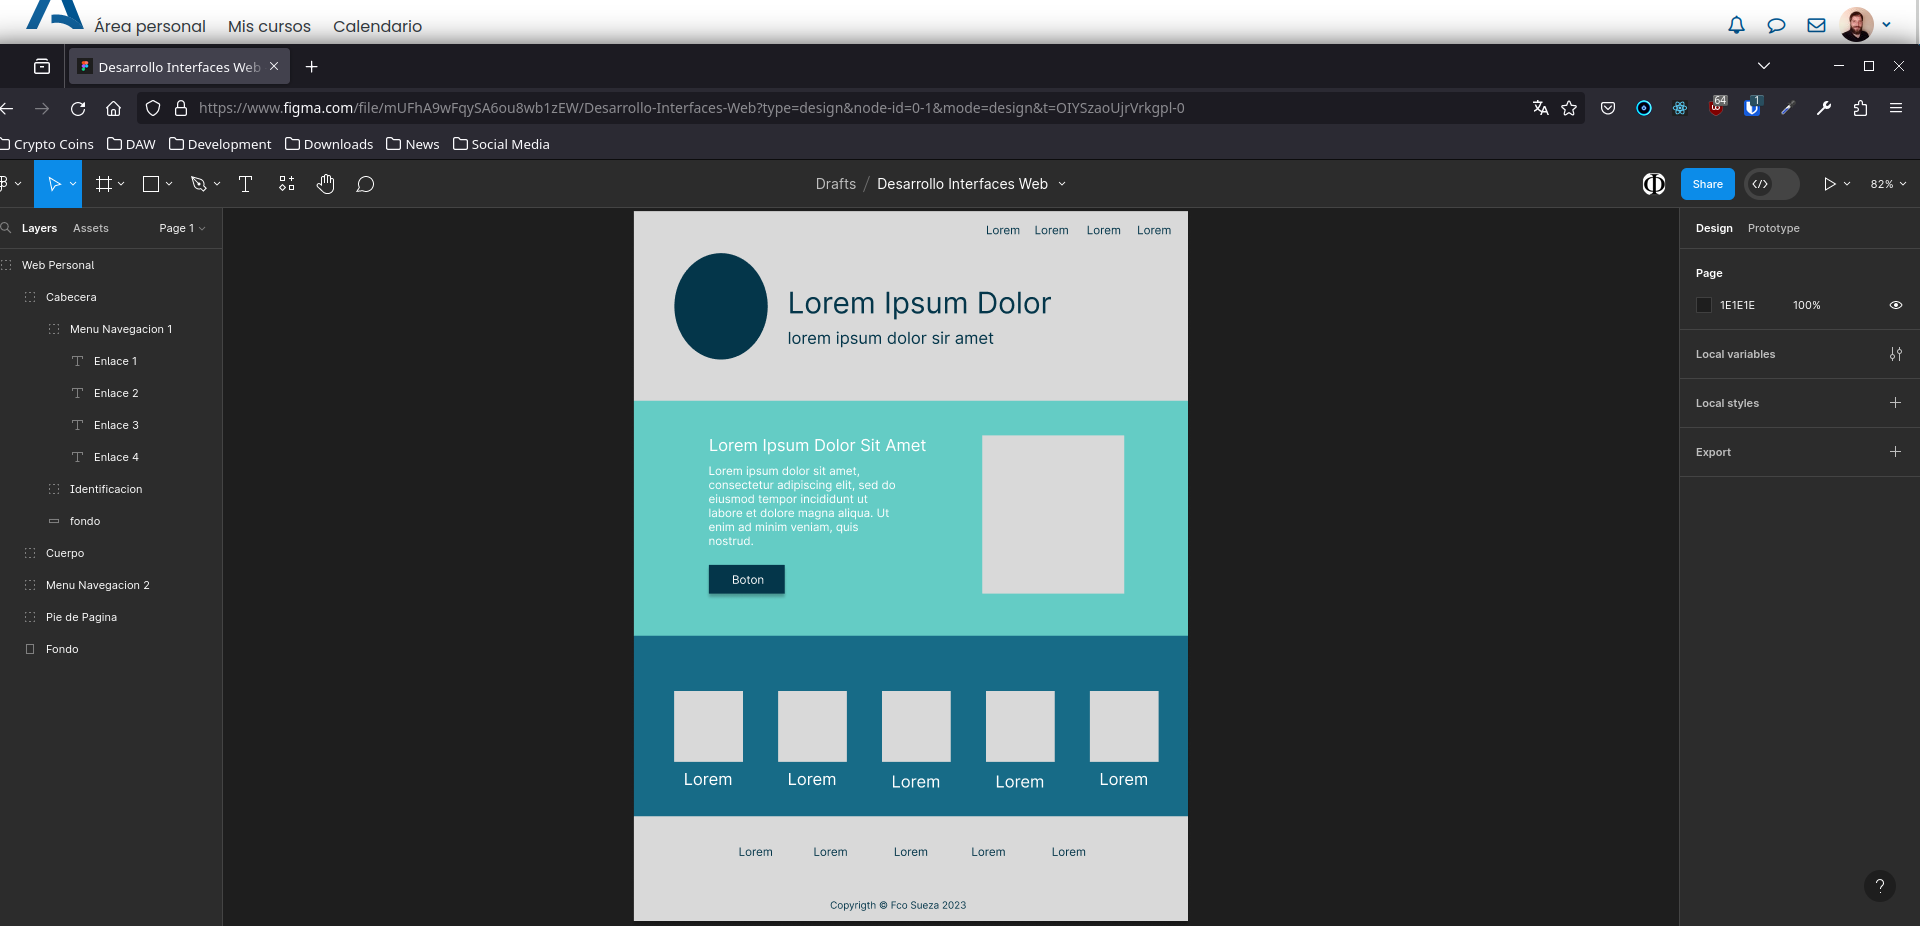 Área personal Mis cursos Calendario
Desarrollo Interfaces Web
https://www.figma.com/file/mUFhA9wFqySA6ou8wb1zEW/Desarrollo-Interfaces-Web?type=design&node-id=0-1&mode=design&t=OIYSzaoUjrVrkgpl-0
64
1
Crypto Coins DAW Development Downloads News Social Media
Drafts / Desarrollo Interfaces Web
Share
82%
Layers Assets Page 1
Web Personal
Cabecera
Menu Navegacion 1
Enlace 1
Enlace 2
Enlace 3
Enlace 4
Identificacion
fondo
Cuerpo
Menu Navegacion 2
Pie de Pagina
Fondo
Lorem Lorem Lorem Lorem
Lorem Ipsum Dolor
lorem ipsum dolor sir amet
Lorem Ipsum Dolor Sit Amet
Lorem ipsum dolor sit amet,
consectetur adipiscing elit, sed do
eiusmod tempor incididunt ut
labore et dolore magna aliqua. Ut
enim ad minim veniam, quis
nostrud.
Boton
Lorem Lorem Lorem Lorem Lorem
Lorem Lorem Lorem Lorem Lorem
Copyrigth © Fco Sueza 2023
Design Prototype
Page
1E1E1E 100%
Local variables
Local styles
Export
?